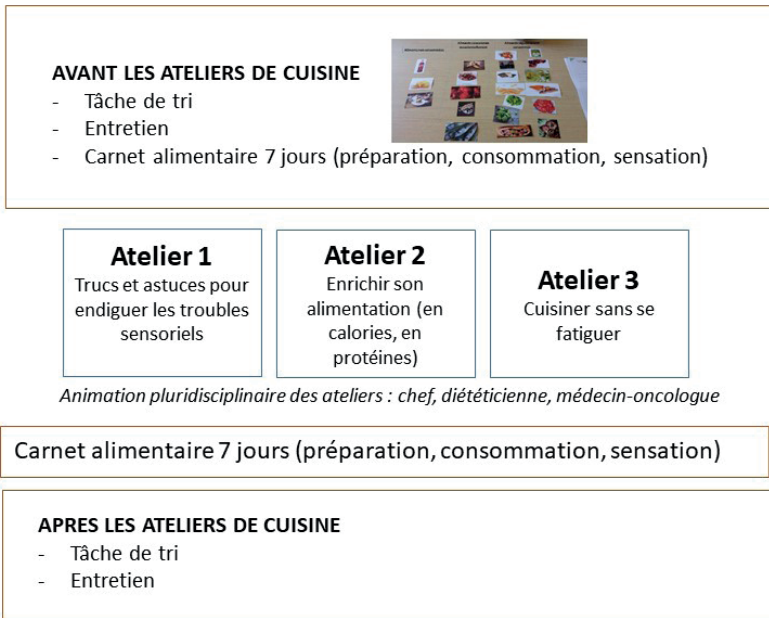 AVANT LES ATELIERS DE CUISINE
- Tâche de tri
- Entretien
- Carnet alimentaire 7 jours (préparation, consommation, sensation)
Atelier 1
Trucs et astuces pour
endiguer les troubles
sensoriels
Atelier 2
Enrichir son
alimentation (en
calories, en
protéines)
Atelier 3
Cuisiner sans se
fatiguer
Animation pluridisciplinaire des ateliers : chef, diététicienne, médecin-oncologue
Carnet alimentaire 7 jours (préparation, consommation, sensation)
APRES LES ATELIERS DE CUISINE
- Tâche de tri
- Entretien